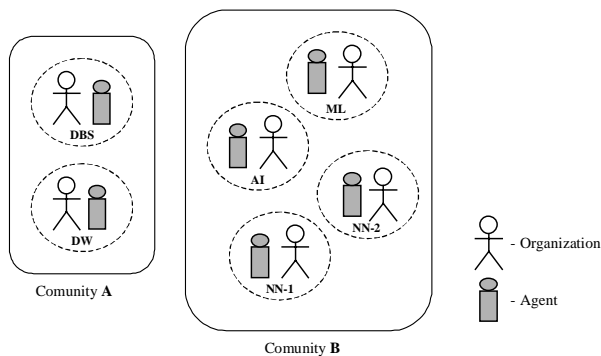 DBS
DW
Comunity A
ML
AI
NN-2
NN-1
Comunity B
- Organization
- Agent